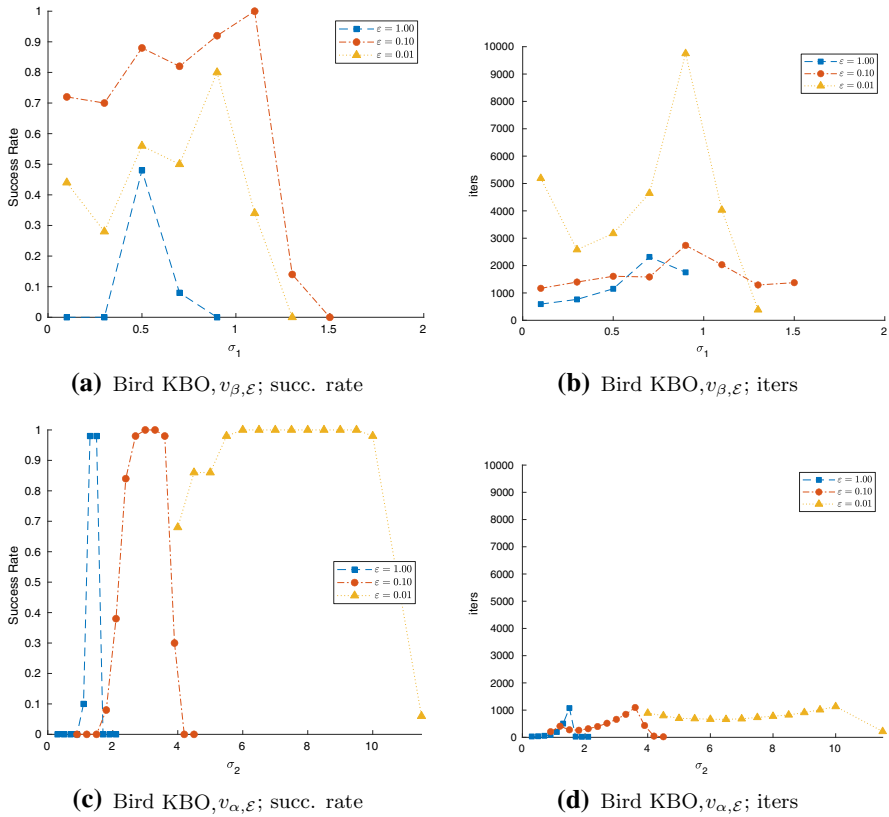 1
0.9
0.8
0.7
0.6
0.5
0.4
0.3
0.2
0.1
0
Success Rate
0 0.5 1 1.5 2
σ₁
ε = 1.00
ε = 0.10
ε = 0.01
(a) Bird KBO, v_{β,ℰ}; succ. rate
10000
9000
8000
7000
6000
5000
4000
3000
2000
1000
0
iters
0 0.5 1 1.5 2
σ₁
ε = 1.00
ε = 0.10
ε = 0.01
(b) Bird KBO, v_{β,ℰ}; iters
1
0.9
0.8
0.7
0.6
0.5
0.4
0.3
0.2
0.1
0
Success Rate
0 2 4 6 8 10
σ₂
ε = 1.00
ε = 0.10
ε = 0.01
(c) Bird KBO, v_{α,ℰ}; succ. rate
10000
9000
8000
7000
6000
5000
4000
3000
2000
1000
0
iters
0 2 4 6 8 10
σ₂
ε = 1.00
ε = 0.10
ε = 0.01
(d) Bird KBO, v_{α,ℰ}; iters